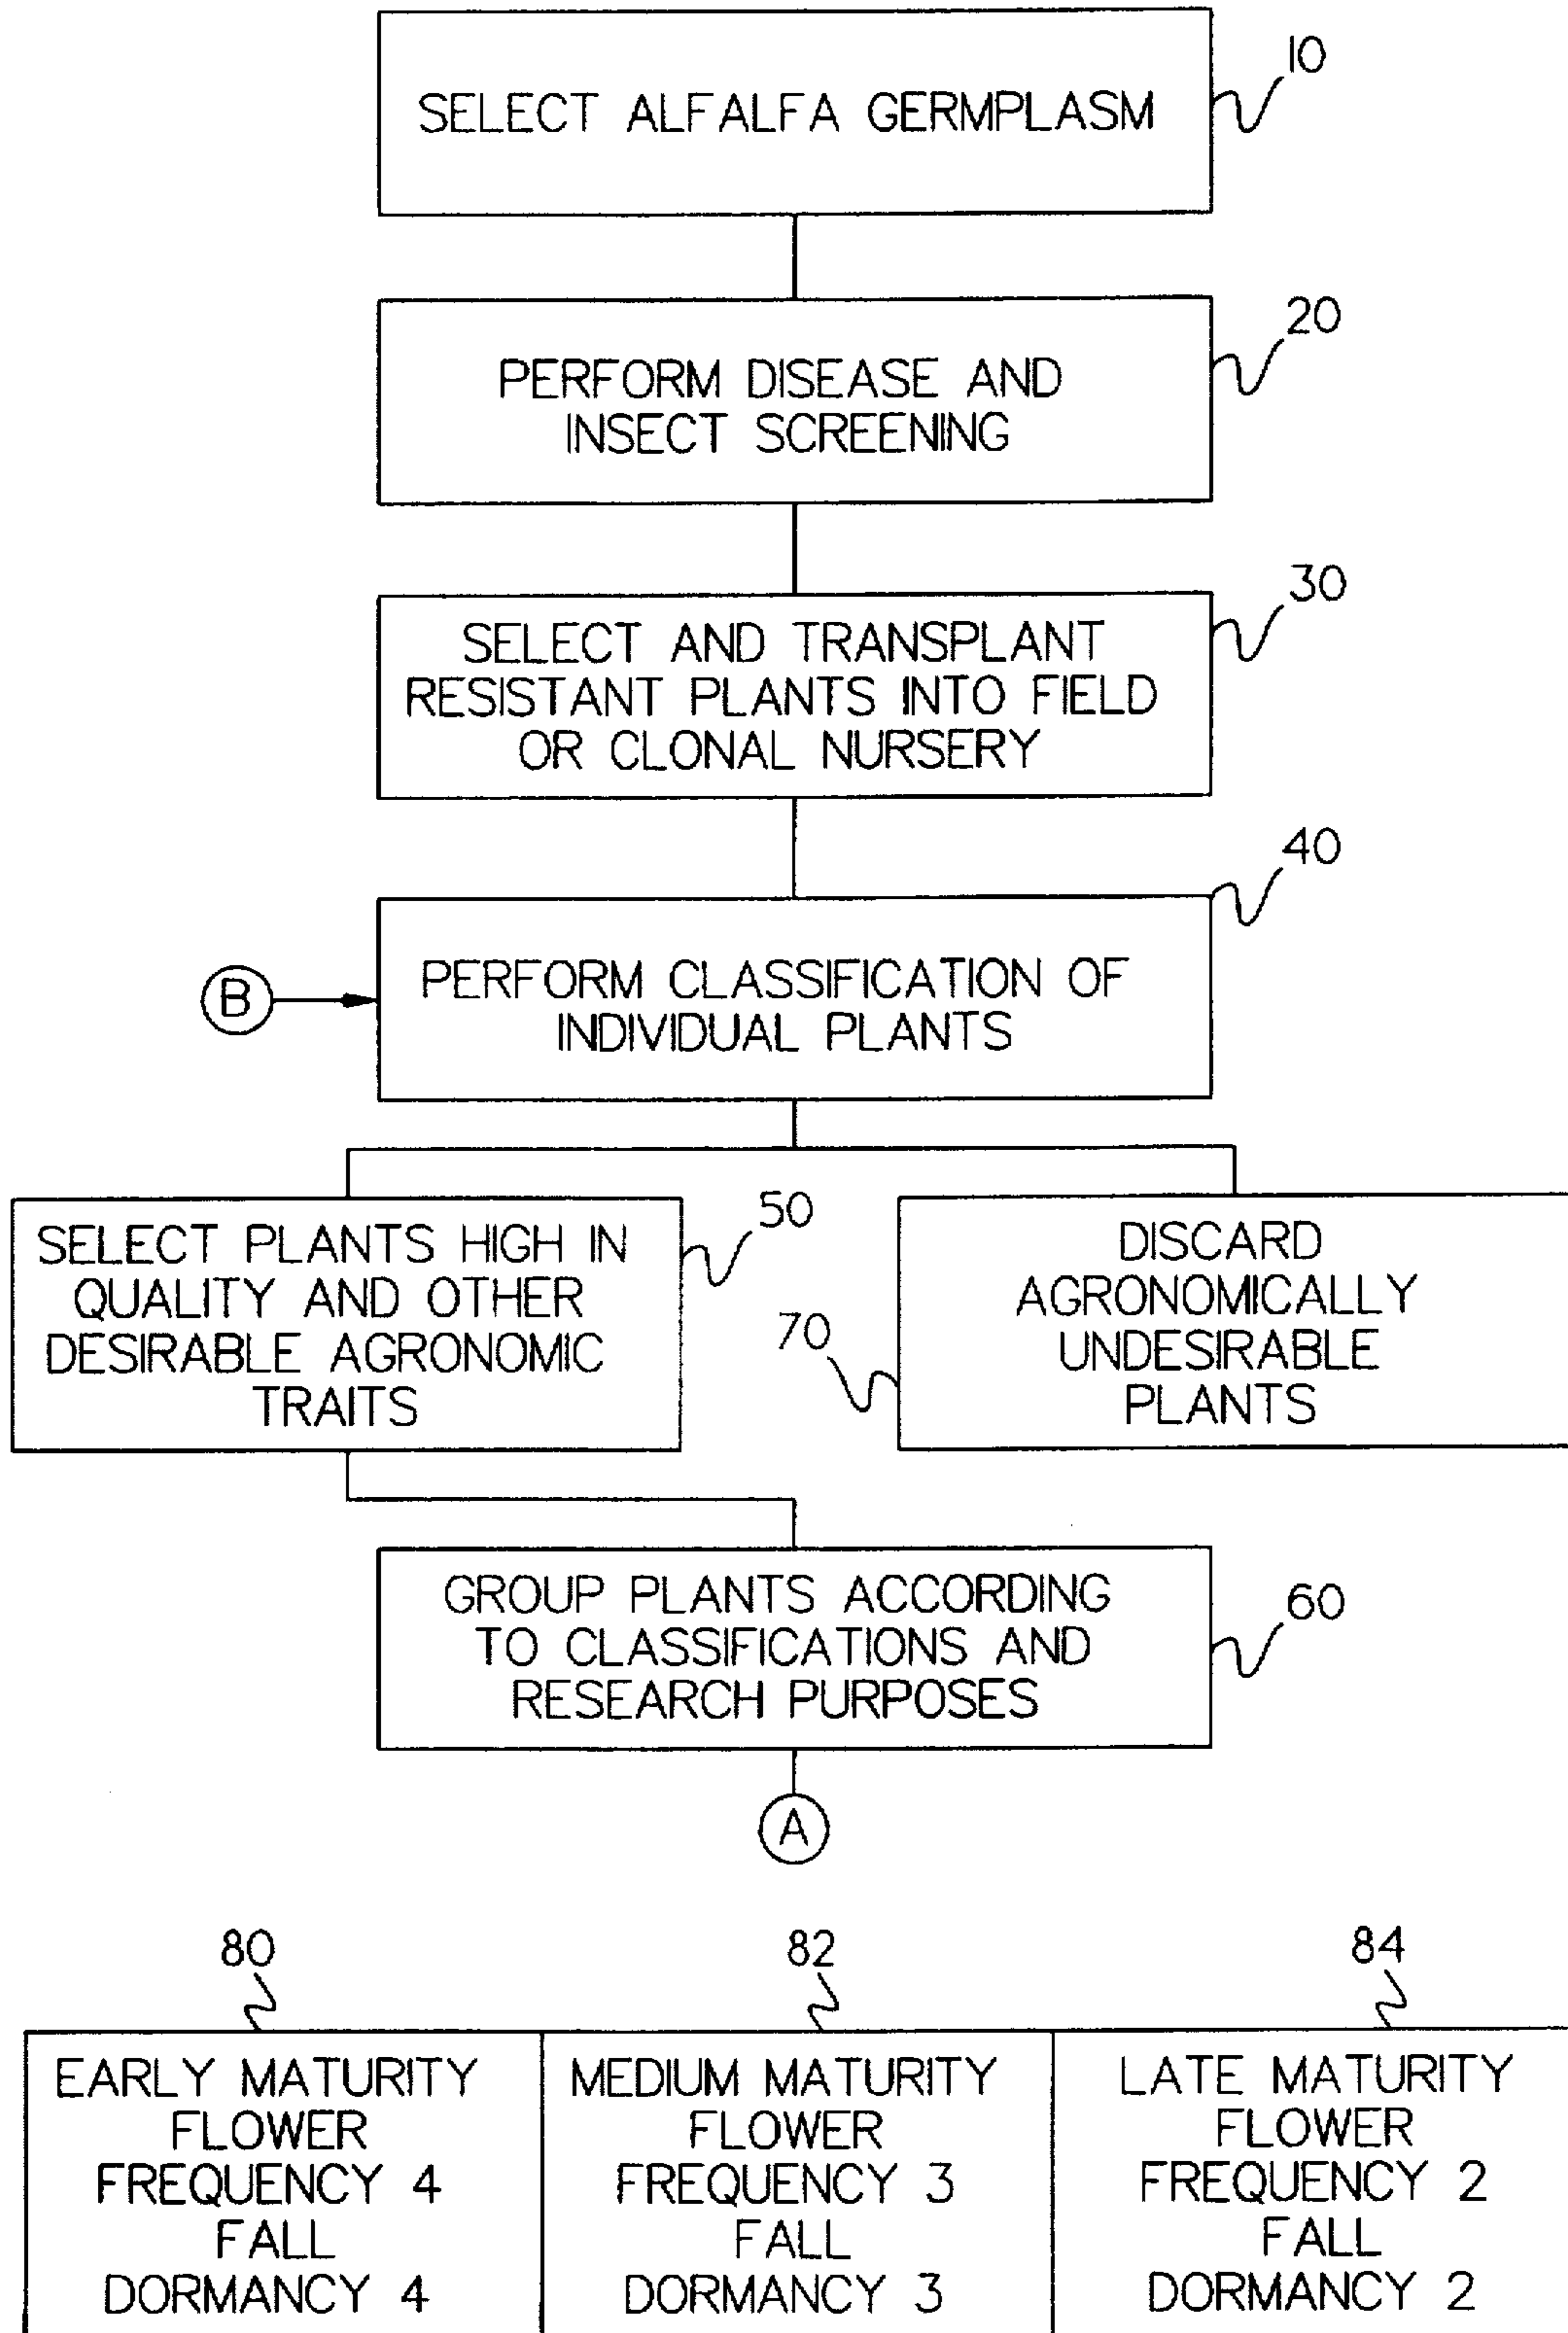 SELECT ALFALFA GERMPLASM
10
PERFORM DISEASE AND
INSECT SCREENING
20
SELECT AND TRANSPLANT
RESISTANT PLANTS INTO FIELD
OR CLONAL NURSERY
30
B
PERFORM CLASSIFICATION OF
INDIVIDUAL PLANTS
40
SELECT PLANTS HIGH IN
QUALITY AND OTHER
DESIRABLE AGRONOMIC
TRAITS
50
DISCARD
AGRONOMICALLY
UNDESIRABLE
PLANTS
70
GROUP PLANTS ACCORDING
TO CLASSIFICATIONS AND
RESEARCH PURPOSES
60
A
80
EARLY MATURITY
FLOWER
FREQUENCY 4
FALL
DORMANCY 4
82
MEDIUM MATURITY
FLOWER
FREQUENCY 3
FALL
DORMANCY 3
84
LATE MATURITY
FLOWER
FREQUENCY 2
FALL
DORMANCY 2